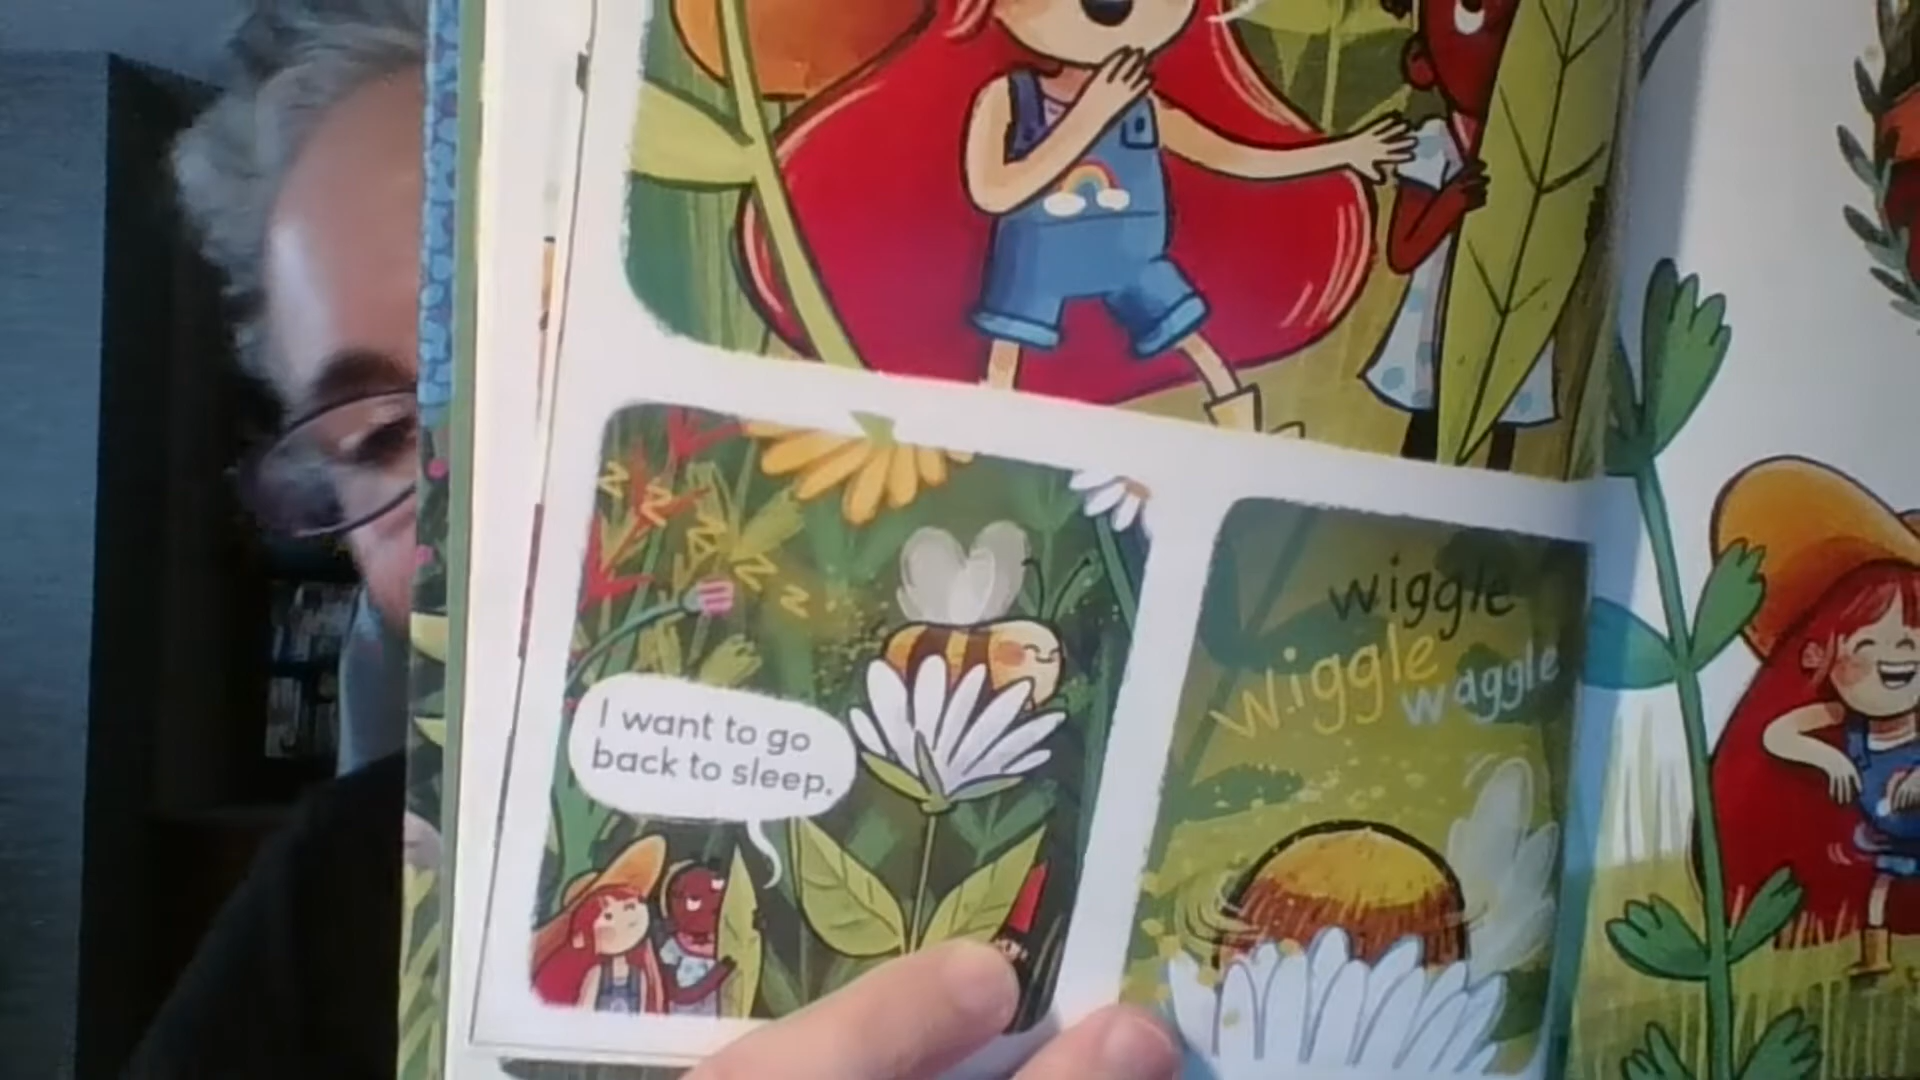 z
z
z
z
z
I want to go
back to sleep.
wiggle
wiggle
waggle